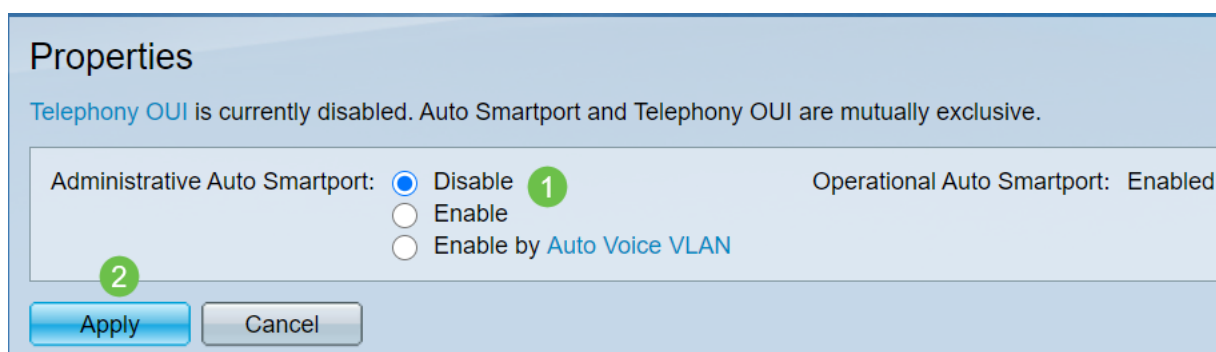 Properties
Telephony OUI is currently disabled. Auto Smartport and Telephony OUI are mutually exclusive.
Administrative Auto Smartport: Disable 1 Operational Auto Smartport: Enabled
Enable
Enable by Auto Voice VLAN
2
Apply Cancel